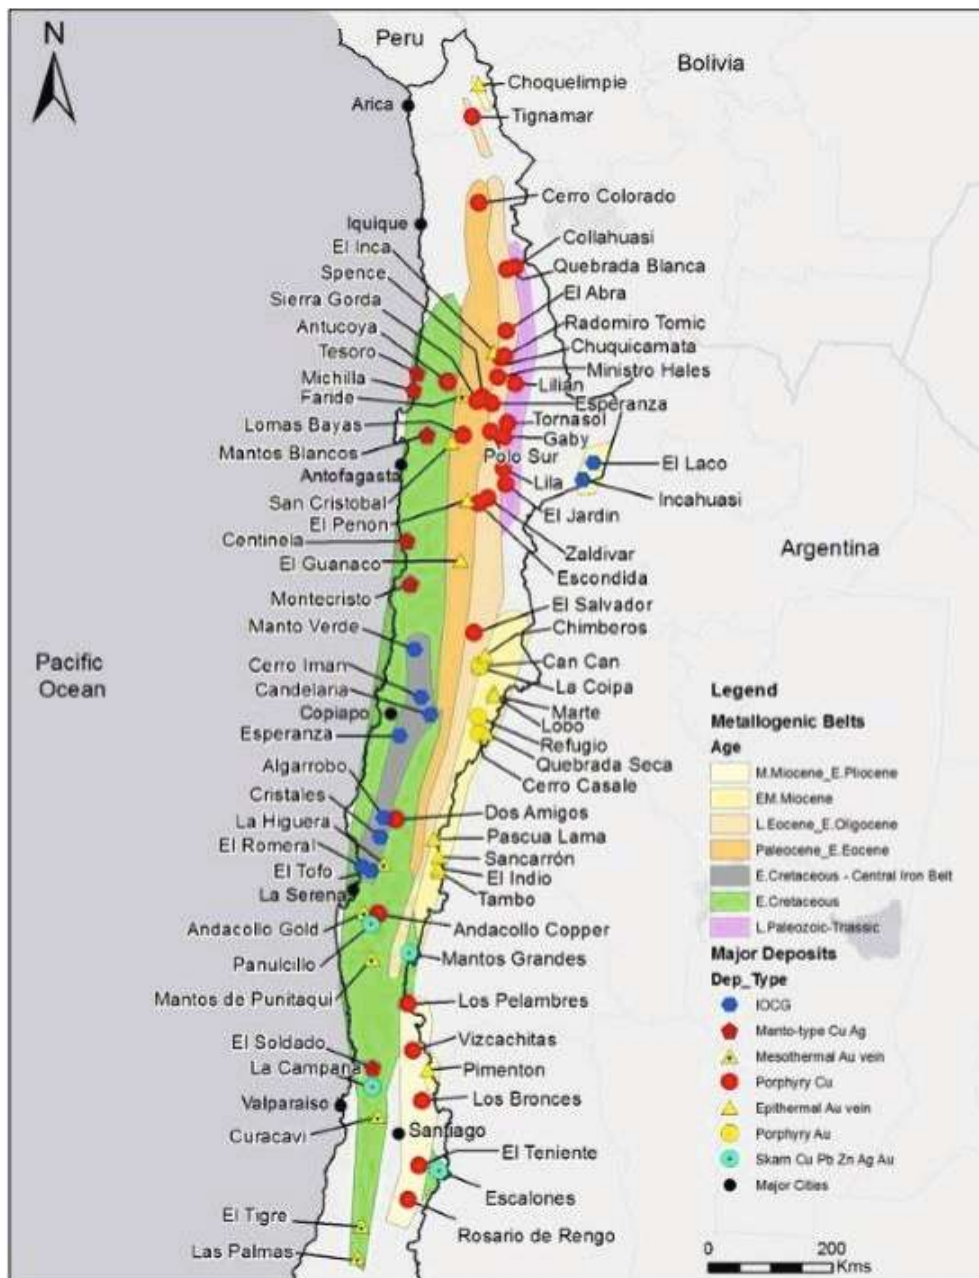 N
Peru
Bolivia
Choquelimpie
Arica
Tignamar
Cerro Colorado
Iquique
El Inca
Collahuasi
Spence
Quebrada Blanca
Sierra Gorda
El Abra
Antucoya
Radomiro Tomic
Tesoro
Chuquicamata
Michilla
Ministro Hales
Faride
Lilian
Esperanza
Lomas Bayas
Tornasol
Mantos Blancos
Gaby
Polo Sur
Antofagasta
El Laco
Lila
San Cristobal
Incahuasi
El Penon
El Jardin
Centinela
Zaldivar
Argentina
El Guanaco
Escondida
Montecristo
El Salvador
Manto Verde
Chimberos
Pacific
Ocean
Cerro Iman
Can Can
Candelaria
La Coipa
Copiapo
Marte
Lobo
Esperanza
Refugio
Algarrobo
Quebrada Seca
Cristales
Cerro Casale
La Higuera
Dos Amigos
El Romeral
Pascua Lama
El Tofo
Sancarrón
La Serena
El Indio
Tambo
Andacollo Gold
Andacollo Copper
Panulcillo
Mantos Grandes
Mantos de Punitaqui
Los Pelambres
El Soldado
Vizcachitas
La Campana
Pimenton
Valparaiso
Los Bronces
Curacavi
Santiago
El Teniente
Escalones
El Tigre
Rosario de Rengo
Las Palmas
Legend
Metallogenic Belts
Age
M.Miocene_E.Pliocene
EM.Miocene
L.Eocene_E.Oligocene
Paleocene_E.Eocene
E.Cretaceous - Central Iron Belt
E.Cretaceous
L.Paleozoic-Triassic
Major Deposits
Dep_Type
IOCG
Manto-type Cu Ag
Mesothermal Au vein
Porphyry Cu
Epithermal Au vein
Porphyry Au
Skarn Cu Pb Zn Ag Au
Major Cities
0 200
Kms